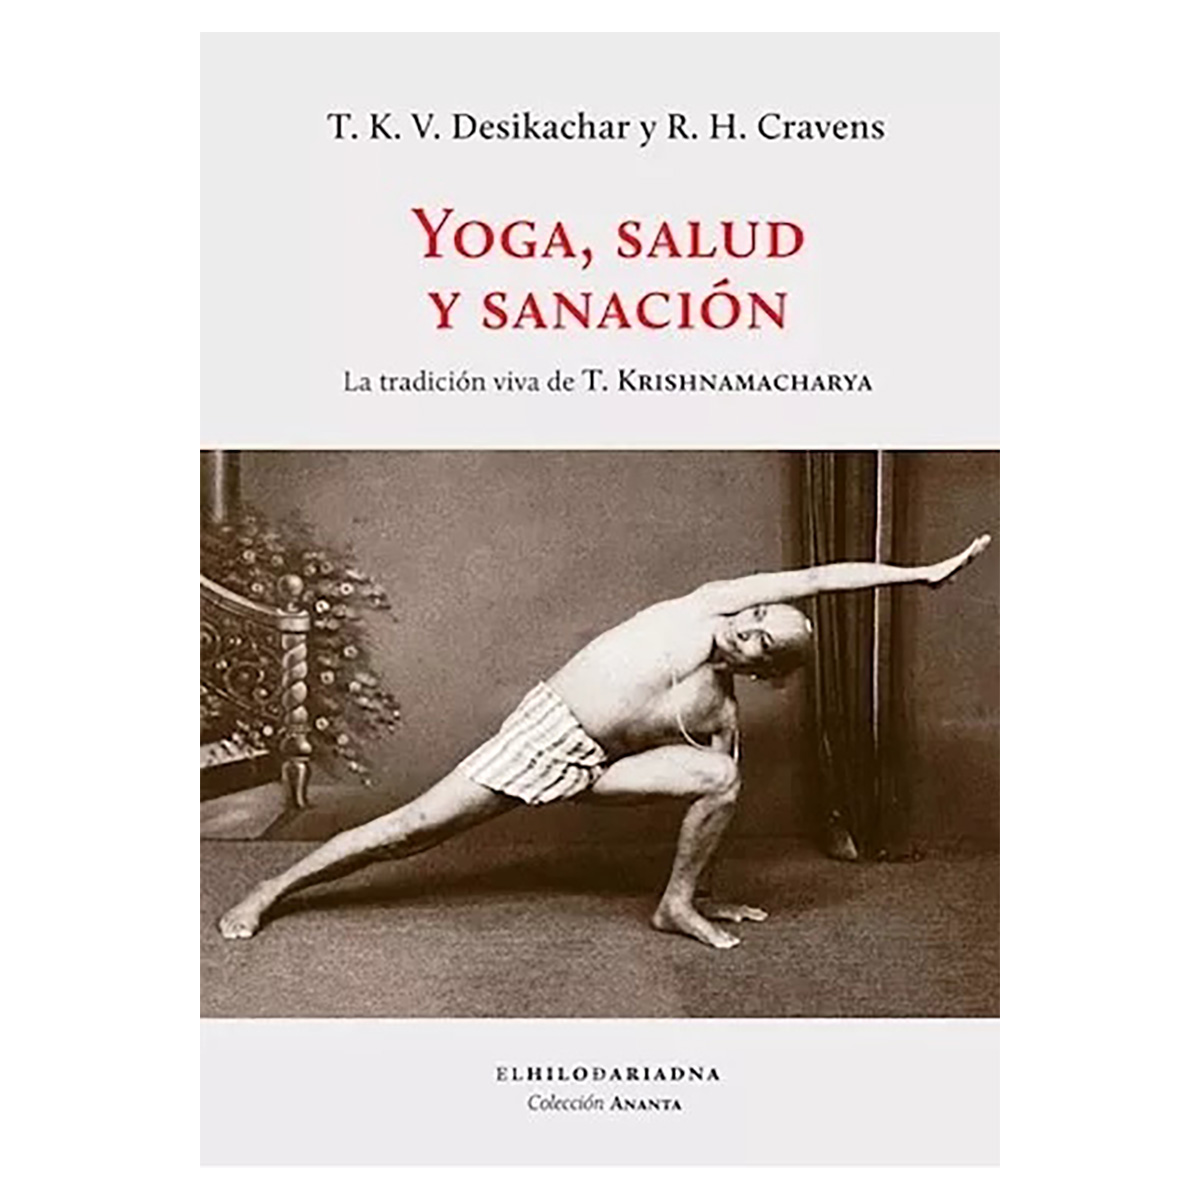 T. K. V. Desikachar y R. H. Cravens
YOGA, SALUD
Y SANACIÓN
La tradición viva de T. KRISHNAMACHARYA
ELHILODARIADNA
Colección ANANTA